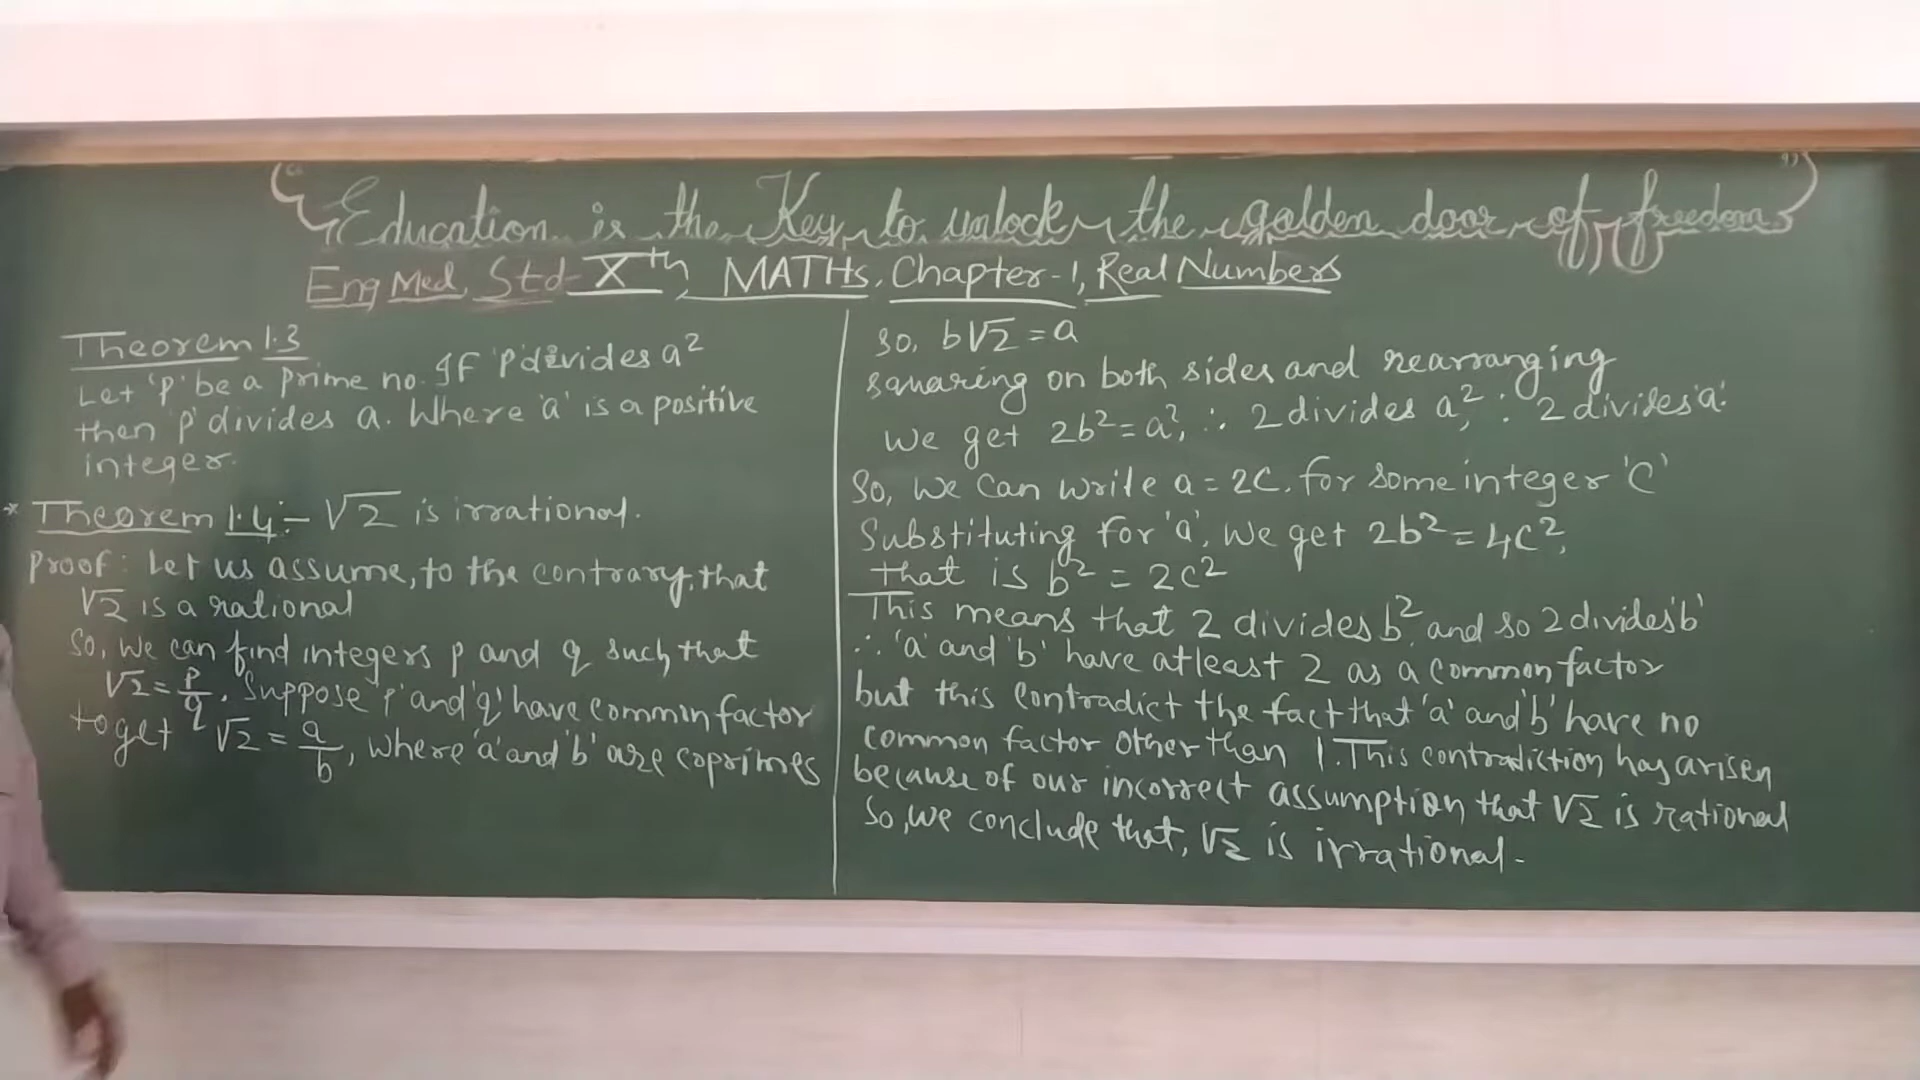 "Education is the Key to unlock the golden door of freedom"
Eng Med, Std - Xth, MATHs, Chapter - 1, Real Numbers
Theorem 1.3
Let 'p' be a prime no. If 'p' divides a²
then 'p' divides a. Where 'a' is a positive
integer.
* Theorem 1.4 :- √2 is irrational.
Proof : Let us assume, to the contrary, that
√2 is a rational
So, we can find integers p and q such that
√2 = p/q. Suppose 'p' and 'q' have commin factor
to get √2 = a/b, where 'a' and 'b' are coprimes
So, b√2 = a
squaring on both sides and rearranging
We get 2b² = a², ∴ 2 divides a², ∴ 2 divides 'a'.
So, We can write a = 2c, for some integer 'c'
Substituting for 'a', We get 2b² = 4c²,
that is b² = 2c²
This means that 2 divides b² and so 2 divides 'b'
∴ 'a' and 'b' have atleast 2 as a common factor
but this contradict the fact that 'a' and 'b' have no
common factor other than 1. This contradiction has arisen
because of our incorrect assumption that √2 is rational
So, we conclude that, √2 is irrational.